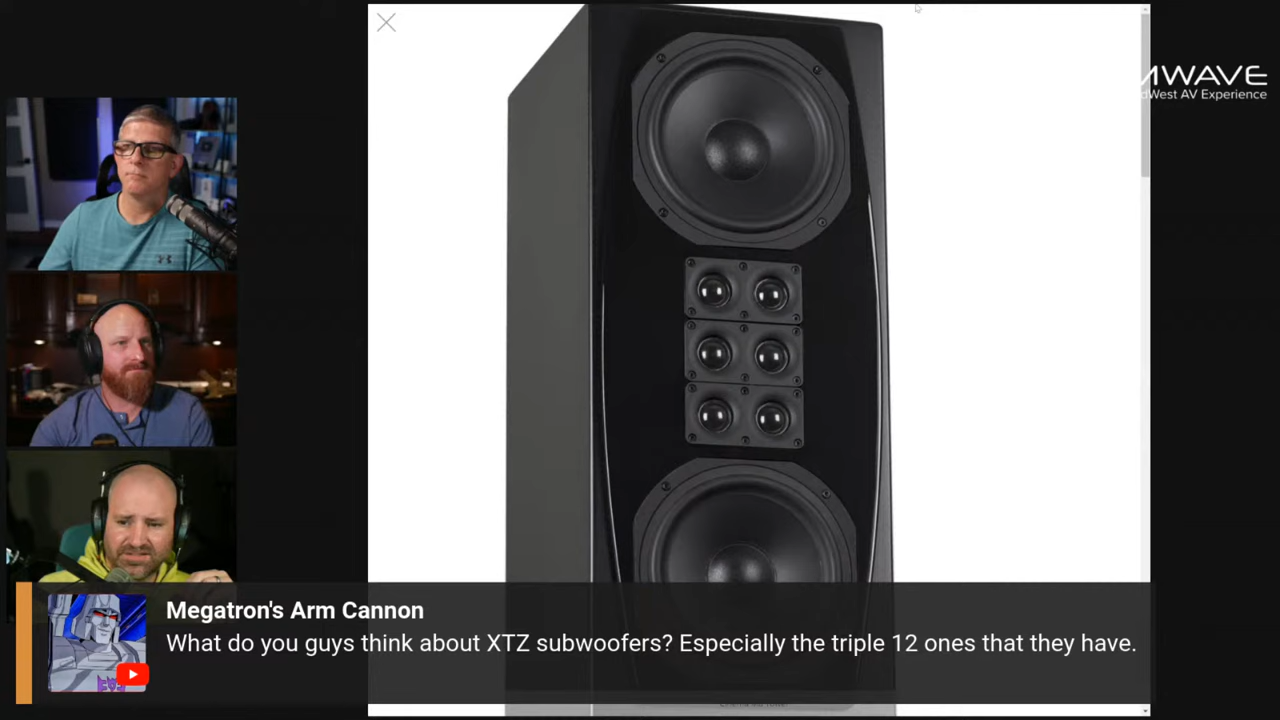 MWAVE
dWest AV Experience
Megatron's Arm Cannon
What do you guys think about XTZ subwoofers? Especially the triple 12 ones that they have.